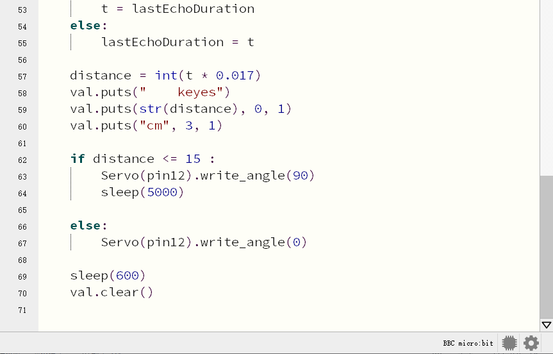 53 t = lastEchoDuration
54 else:
55 lastEchoDuration = t
56
57 distance = int(t * 0.017)
58 val.puts("    keyes")
59 val.puts(str(distance), 0, 1)
60 val.puts("cm", 3, 1)
61
62 if distance <= 15 :
63 Servo(pin12).write_angle(90)
64 sleep(5000)
65
66 else:
67 Servo(pin12).write_angle(0)
68
69 sleep(600)
70 val.clear()
71
BBC micro:bit